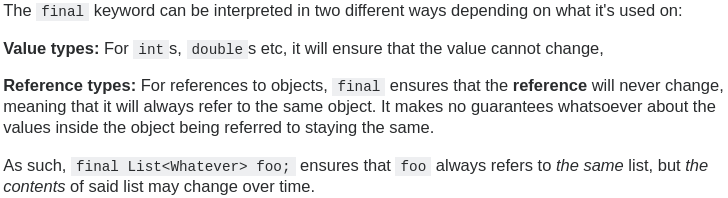 The final keyword can be interpreted in two different ways depending on what it's used on:
Value types: For int s, double s etc, it will ensure that the value cannot change,
Reference types: For references to objects, final ensures that the reference will never change,
meaning that it will always refer to the same object. It makes no guarantees whatsoever about the
values inside the object being referred to staying the same.
As such, final List<Whatever> foo; ensures that foo always refers to the same list, but the
contents of said list may change over time.